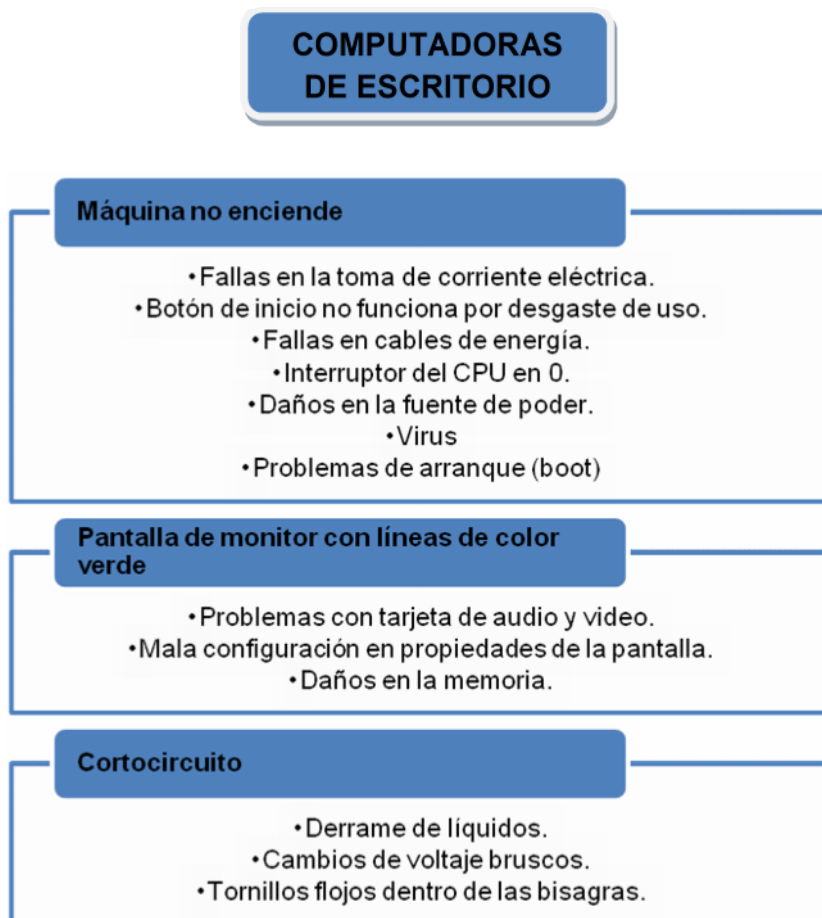 COMPUTADORAS
DE ESCRITORIO
Máquina no enciende
•Fallas en la toma de corriente eléctrica.
•Botón de inicio no funciona por desgaste de uso.
•Fallas en cables de energía.
•Interruptor del CPU en 0.
•Daños en la fuente de poder.
•Virus
•Problemas de arranque (boot)
Pantalla de monitor con líneas de color
verde
•Problemas con tarjeta de audio y video.
•Mala configuración en propiedades de la pantalla.
•Daños en la memoria.
Cortocircuito
•Derrame de líquidos.
•Cambios de voltaje bruscos.
•Tornillos flojos dentro de las bisagras.